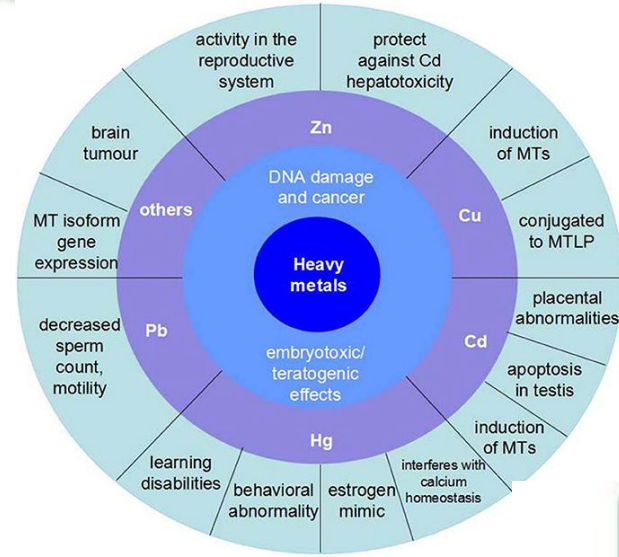 activity in the
reproductive
system
protect
against Cd
hepatotoxicity
brain
tumour
induction
of MTs
MT isoform
gene
expression
conjugated
to MTLP
decreased
sperm
count,
motility
placental
abnormalities
apoptosis
in testis
induction
of MTs
learning
disabilities
behavioral
abnormality
estrogen
mimic
interferes with
calcium
homeostasis
Zn
others
Cu
Pb
Cd
Hg
DNA damage
and cancer
Heavy
metals
embryotoxic/
teratogenic
effects